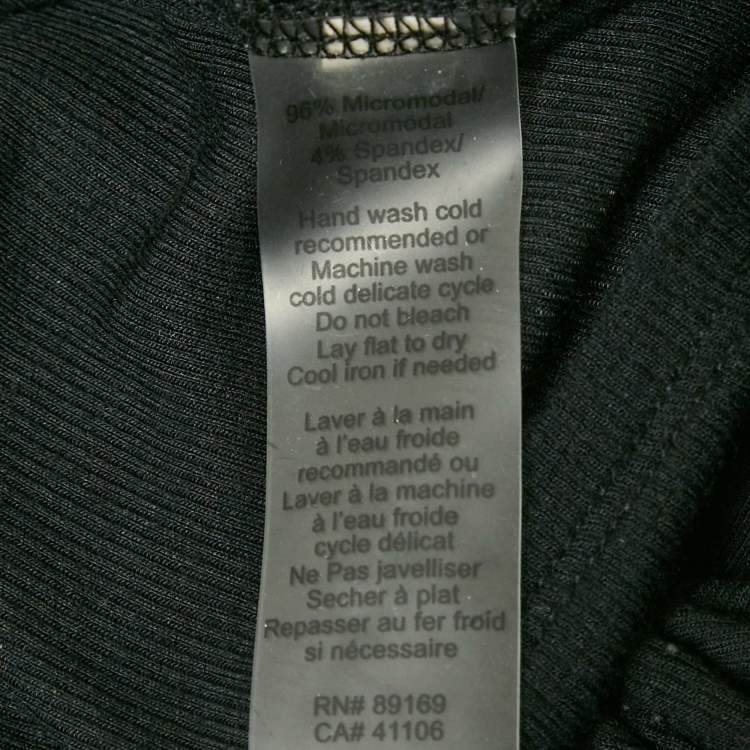 96% Micromodal/
Micromodal
4% Spandex/
Spandex
Hand wash cold
recommended or
Machine wash
cold delicate cycle
Do not bleach
Lay flat to dry
Cool iron if needed
Laver à la main
à l'eau froide
recommandé ou
Laver à la machine
à l'eau froide
cycle délicat
Ne Pas javelliser
Secher à plat
Repasser au fer froid
si nécessaire
RN# 89169
CA# 41106